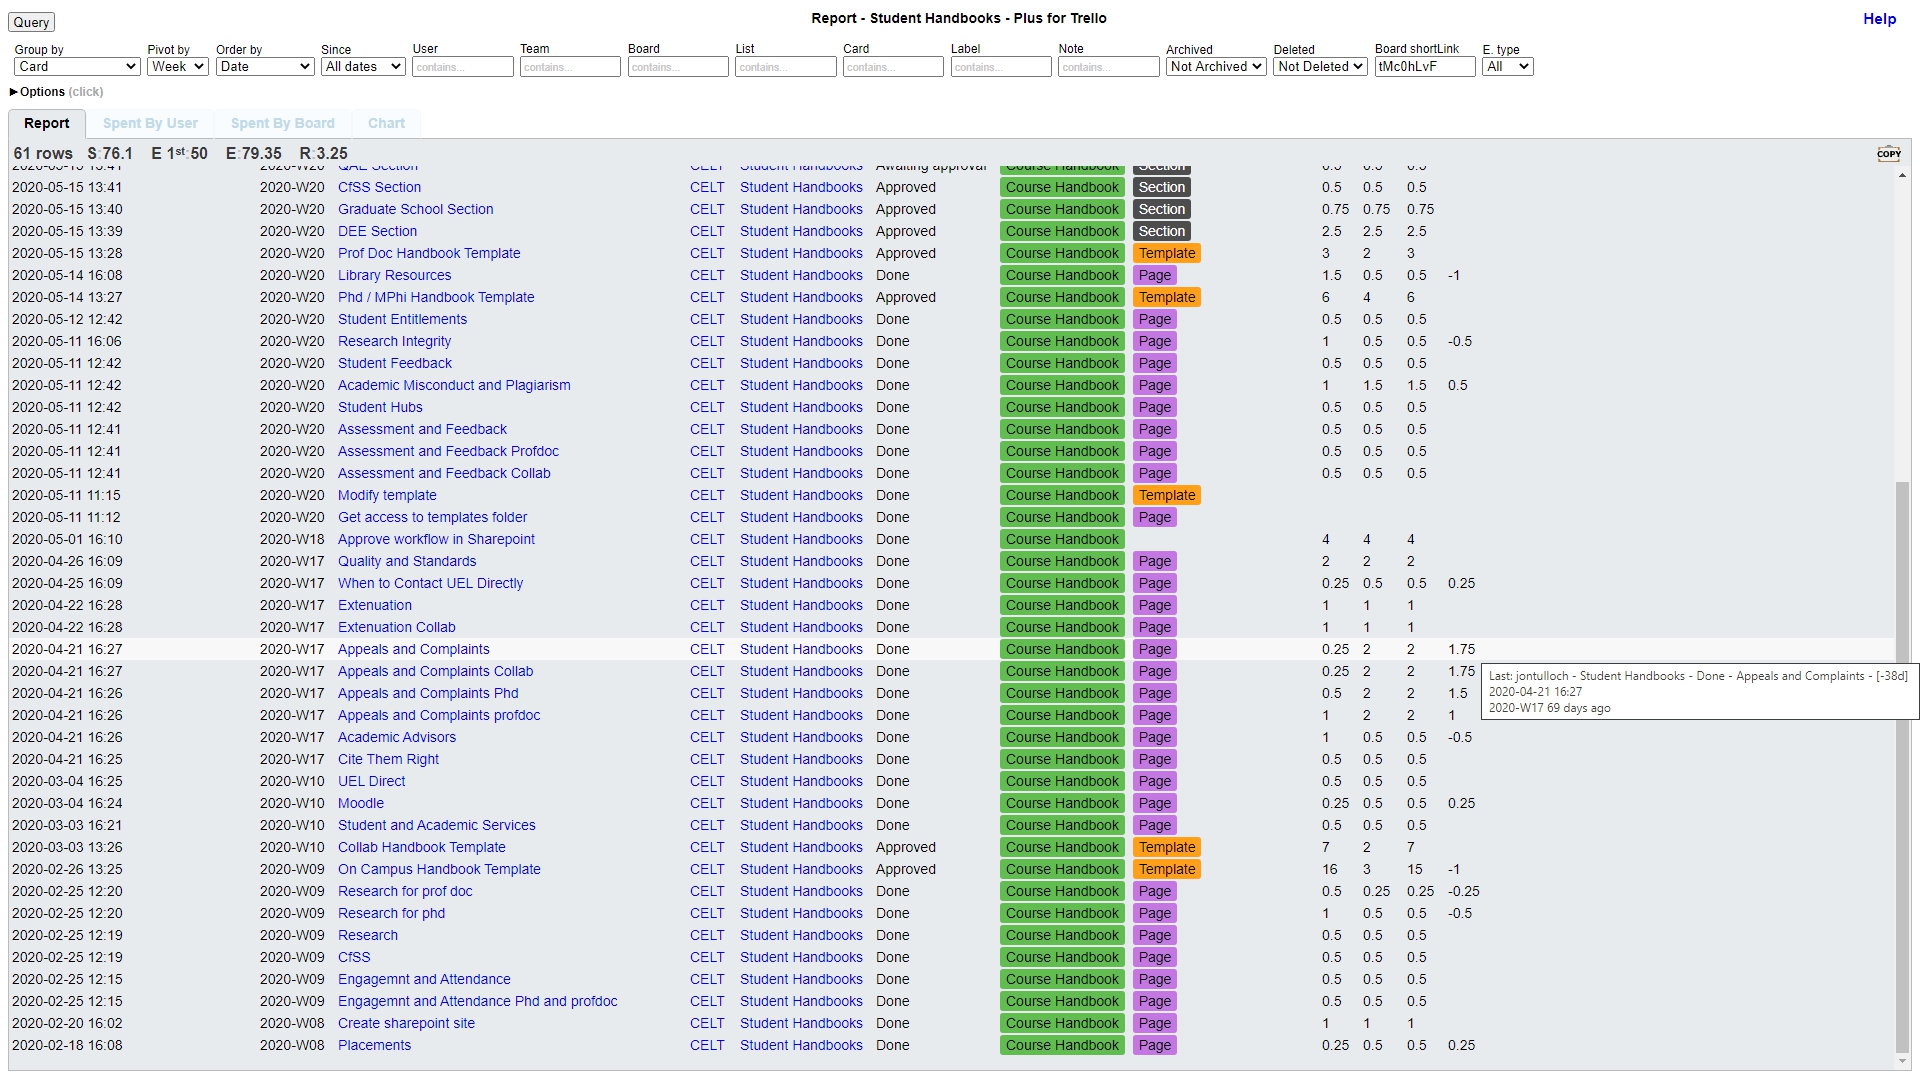 Query
Report - Student Handbooks - Plus for Trello
Help
Group by Pivot by Order by Since User Team Board List Card Label Note Archived Deleted Board shortLink E. type
Card Week Date All dates contains... contains... contains... contains... contains... contains... contains... Not Archived Not Deleted tMc0hLvF All
▶Options (click)
Report Spent By User Spent By Board Chart
61 rows S:76.1 E 1st:50 E:79.35 R:3.25 COPY
2020-05-15 13:41 2020-W20 QAE Section CELT Student Handbooks Awaiting approval Course Handbook Section 0.5 0.5 0.5
2020-05-15 13:41 2020-W20 CfSS Section CELT Student Handbooks Approved Course Handbook Section 0.5 0.5 0.5
2020-05-15 13:40 2020-W20 Graduate School Section CELT Student Handbooks Approved Course Handbook Section 0.75 0.75 0.75
2020-05-15 13:39 2020-W20 DEE Section CELT Student Handbooks Approved Course Handbook Section 2.5 2.5 2.5
2020-05-15 13:28 2020-W20 Prof Doc Handbook Template CELT Student Handbooks Approved Course Handbook Template 3 2 3
2020-05-14 16:08 2020-W20 Library Resources CELT Student Handbooks Done Course Handbook Page 1.5 0.5 0.5 -1
2020-05-14 13:27 2020-W20 Phd / MPhi Handbook Template CELT Student Handbooks Approved Course Handbook Template 6 4 6
2020-05-12 12:42 2020-W20 Student Entitlements CELT Student Handbooks Done Course Handbook Page 0.5 0.5 0.5
2020-05-11 16:06 2020-W20 Research Integrity CELT Student Handbooks Done Course Handbook Page 1 0.5 0.5 -0.5
2020-05-11 12:42 2020-W20 Student Feedback CELT Student Handbooks Done Course Handbook Page 0.5 0.5 0.5
2020-05-11 12:42 2020-W20 Academic Misconduct and Plagiarism CELT Student Handbooks Done Course Handbook Page 1 1.5 1.5 0.5
2020-05-11 12:42 2020-W20 Student Hubs CELT Student Handbooks Done Course Handbook Page 0.5 0.5 0.5
2020-05-11 12:41 2020-W20 Assessment and Feedback CELT Student Handbooks Done Course Handbook Page 0.5 0.5 0.5
2020-05-11 12:41 2020-W20 Assessment and Feedback Profdoc CELT Student Handbooks Done Course Handbook Page 0.5 0.5 0.5
2020-05-11 12:41 2020-W20 Assessment and Feedback Collab CELT Student Handbooks Done Course Handbook Page 0.5 0.5 0.5
2020-05-11 11:15 2020-W20 Modify template CELT Student Handbooks Done Course Handbook Template
2020-05-11 11:12 2020-W20 Get access to templates folder CELT Student Handbooks Done Course Handbook Page
2020-05-01 16:10 2020-W18 Approve workflow in Sharepoint CELT Student Handbooks Done Course Handbook 4 4 4
2020-04-26 16:09 2020-W17 Quality and Standards CELT Student Handbooks Done Course Handbook Page 2 2 2
2020-04-25 16:09 2020-W17 When to Contact UEL Directly CELT Student Handbooks Done Course Handbook Page 0.25 0.5 0.5 0.25
2020-04-22 16:28 2020-W17 Extenuation CELT Student Handbooks Done Course Handbook Page 1 1 1
2020-04-22 16:28 2020-W17 Extenuation Collab CELT Student Handbooks Done Course Handbook Page 1 1 1
2020-04-21 16:27 2020-W17 Appeals and Complaints CELT Student Handbooks Done Course Handbook Page 0.25 2 2 1.75
2020-04-21 16:27 2020-W17 Appeals and Complaints Collab CELT Student Handbooks Done Course Handbook Page 0.25 2 2 1.75
Last: jontulloch - Student Handbooks - Done - Appeals and Complaints - [-38d]
2020-04-21 16:27
2020-W17 69 days ago
2020-04-21 16:26 2020-W17 Appeals and Complaints Phd CELT Student Handbooks Done Course Handbook Page 0.5 2 2 1.5
2020-04-21 16:26 2020-W17 Appeals and Complaints profdoc CELT Student Handbooks Done Course Handbook Page 1 2 2 1
2020-04-21 16:26 2020-W17 Academic Advisors CELT Student Handbooks Done Course Handbook Page 1 0.5 0.5 -0.5
2020-04-21 16:25 2020-W17 Cite Them Right CELT Student Handbooks Done Course Handbook Page 0.5 0.5 0.5
2020-03-04 16:25 2020-W10 UEL Direct CELT Student Handbooks Done Course Handbook Page 0.5 0.5 0.5
2020-03-04 16:24 2020-W10 Moodle CELT Student Handbooks Done Course Handbook Page 0.25 0.5 0.5 0.25
2020-03-03 16:21 2020-W10 Student and Academic Services CELT Student Handbooks Done Course Handbook Page 0.5 0.5 0.5
2020-03-03 13:26 2020-W10 Collab Handbook Template CELT Student Handbooks Approved Course Handbook Template 7 2 7
2020-02-26 13:25 2020-W09 On Campus Handbook Template CELT Student Handbooks Approved Course Handbook Template 16 3 15 -1
2020-02-25 12:20 2020-W09 Research for prof doc CELT Student Handbooks Done Course Handbook Page 0.5 0.25 0.25 -0.25
2020-02-25 12:20 2020-W09 Research for phd CELT Student Handbooks Done Course Handbook Page 1 0.5 0.5 -0.5
2020-02-25 12:19 2020-W09 Research CELT Student Handbooks Done Course Handbook Page 0.5 0.5 0.5
2020-02-25 12:19 2020-W09 CfSS CELT Student Handbooks Done Course Handbook Page 0.5 0.5 0.5
2020-02-25 12:15 2020-W09 Engagemnt and Attendance CELT Student Handbooks Done Course Handbook Page 0.5 0.5 0.5
2020-02-25 12:15 2020-W09 Engagemnt and Attendance Phd and profdoc CELT Student Handbooks Done Course Handbook Page 0.5 0.5 0.5
2020-02-20 16:02 2020-W08 Create sharepoint site CELT Student Handbooks Done Course Handbook Page 1 1 1
2020-02-18 16:08 2020-W08 Placements CELT Student Handbooks Done Course Handbook Page 0.25 0.5 0.5 0.25